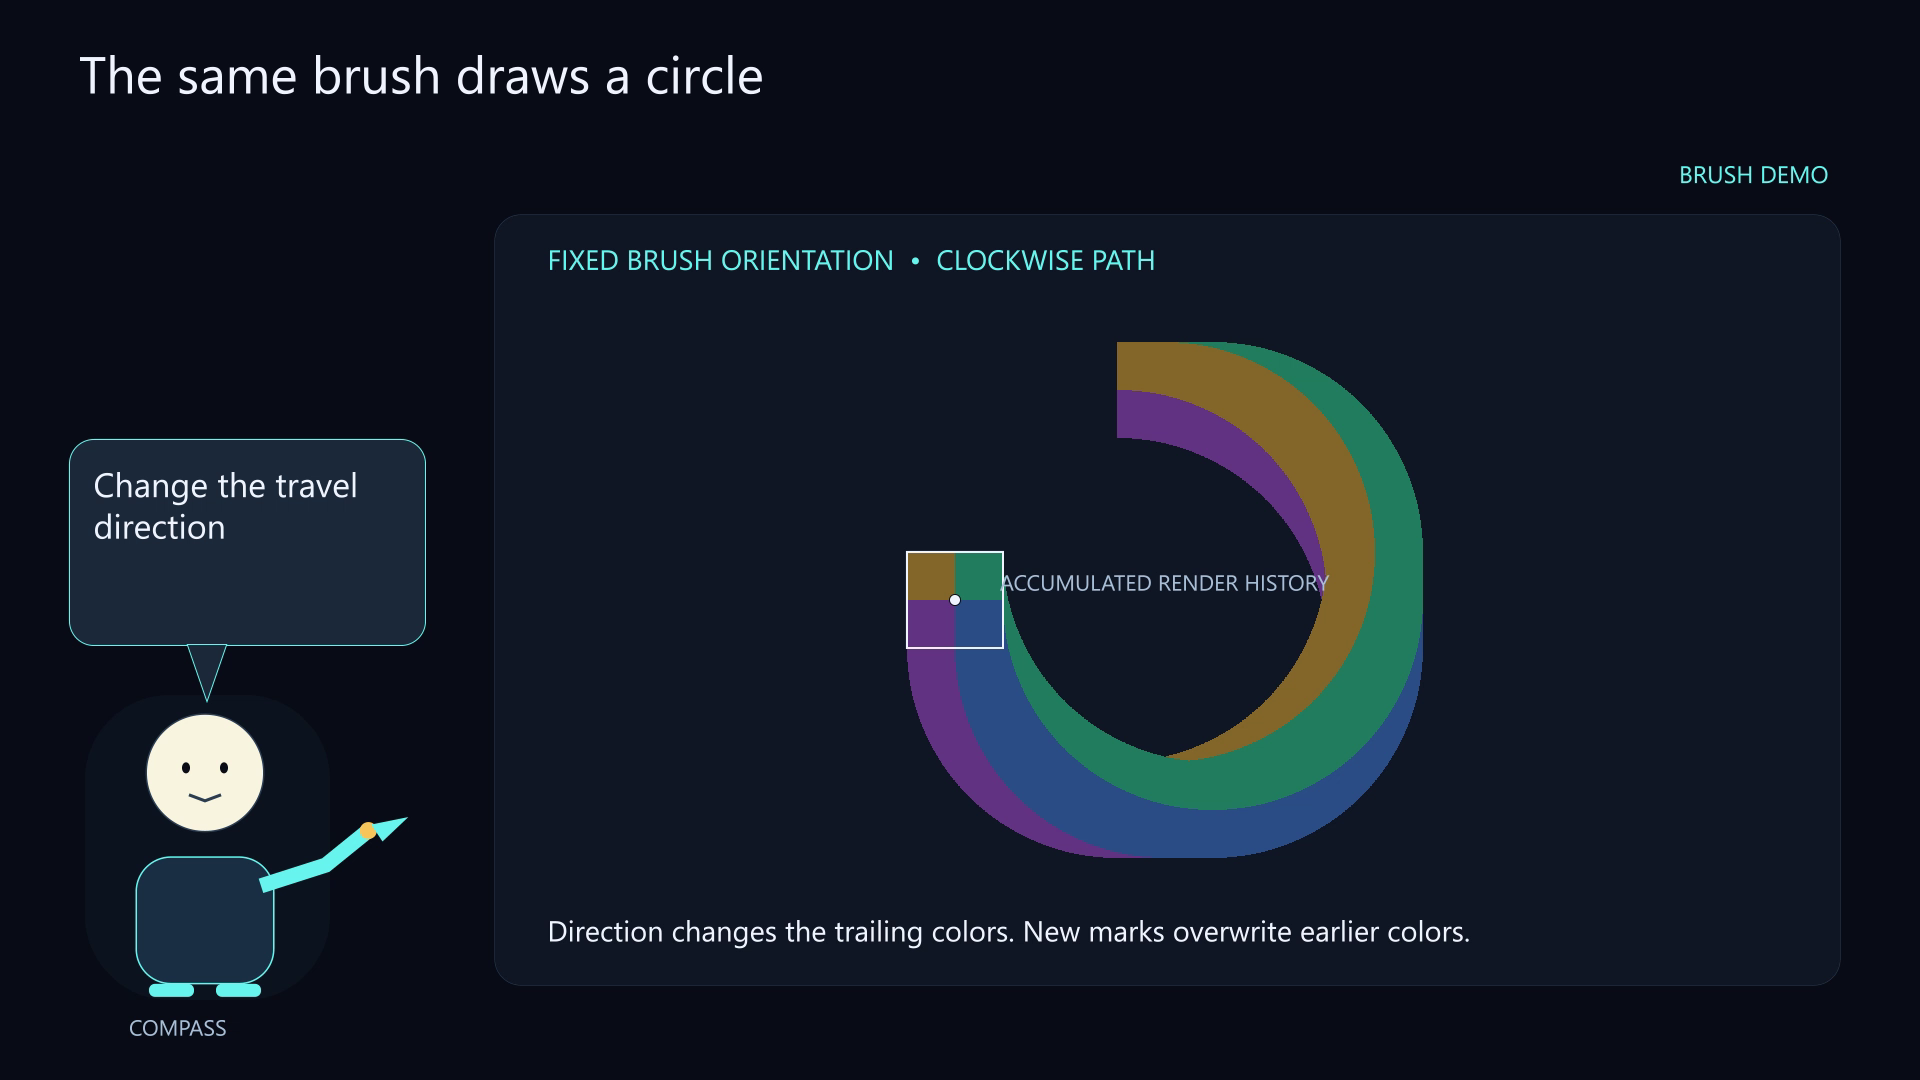 The same brush draws a circle
BRUSH DEMO
FIXED BRUSH ORIENTATION • CLOCKWISE PATH
Change the travel
direction
ACCUMULATED RENDER HISTORY
Direction changes the trailing colors. New marks overwrite earlier colors.
COMPASS